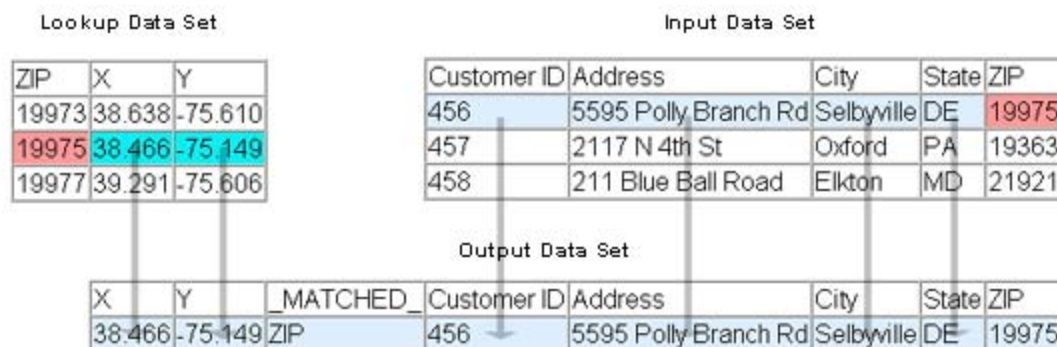 Lookup Data Set
ZIP X Y
19973 38.638 -75.610
19975 38.466 -75.149
19977 39.291 -75.606
Input Data Set
Customer ID Address City State ZIP
456 5595 Polly Branch Rd Selbyville DE 19975
457 2117 N 4th St Oxford PA 19363
458 211 Blue Ball Road Elkton MD 21921
Output Data Set
X Y _MATCHED_ Customer ID Address City State ZIP
38.466 -75.149 ZIP 456 5595 Polly Branch Rd Selbyville DE 19975